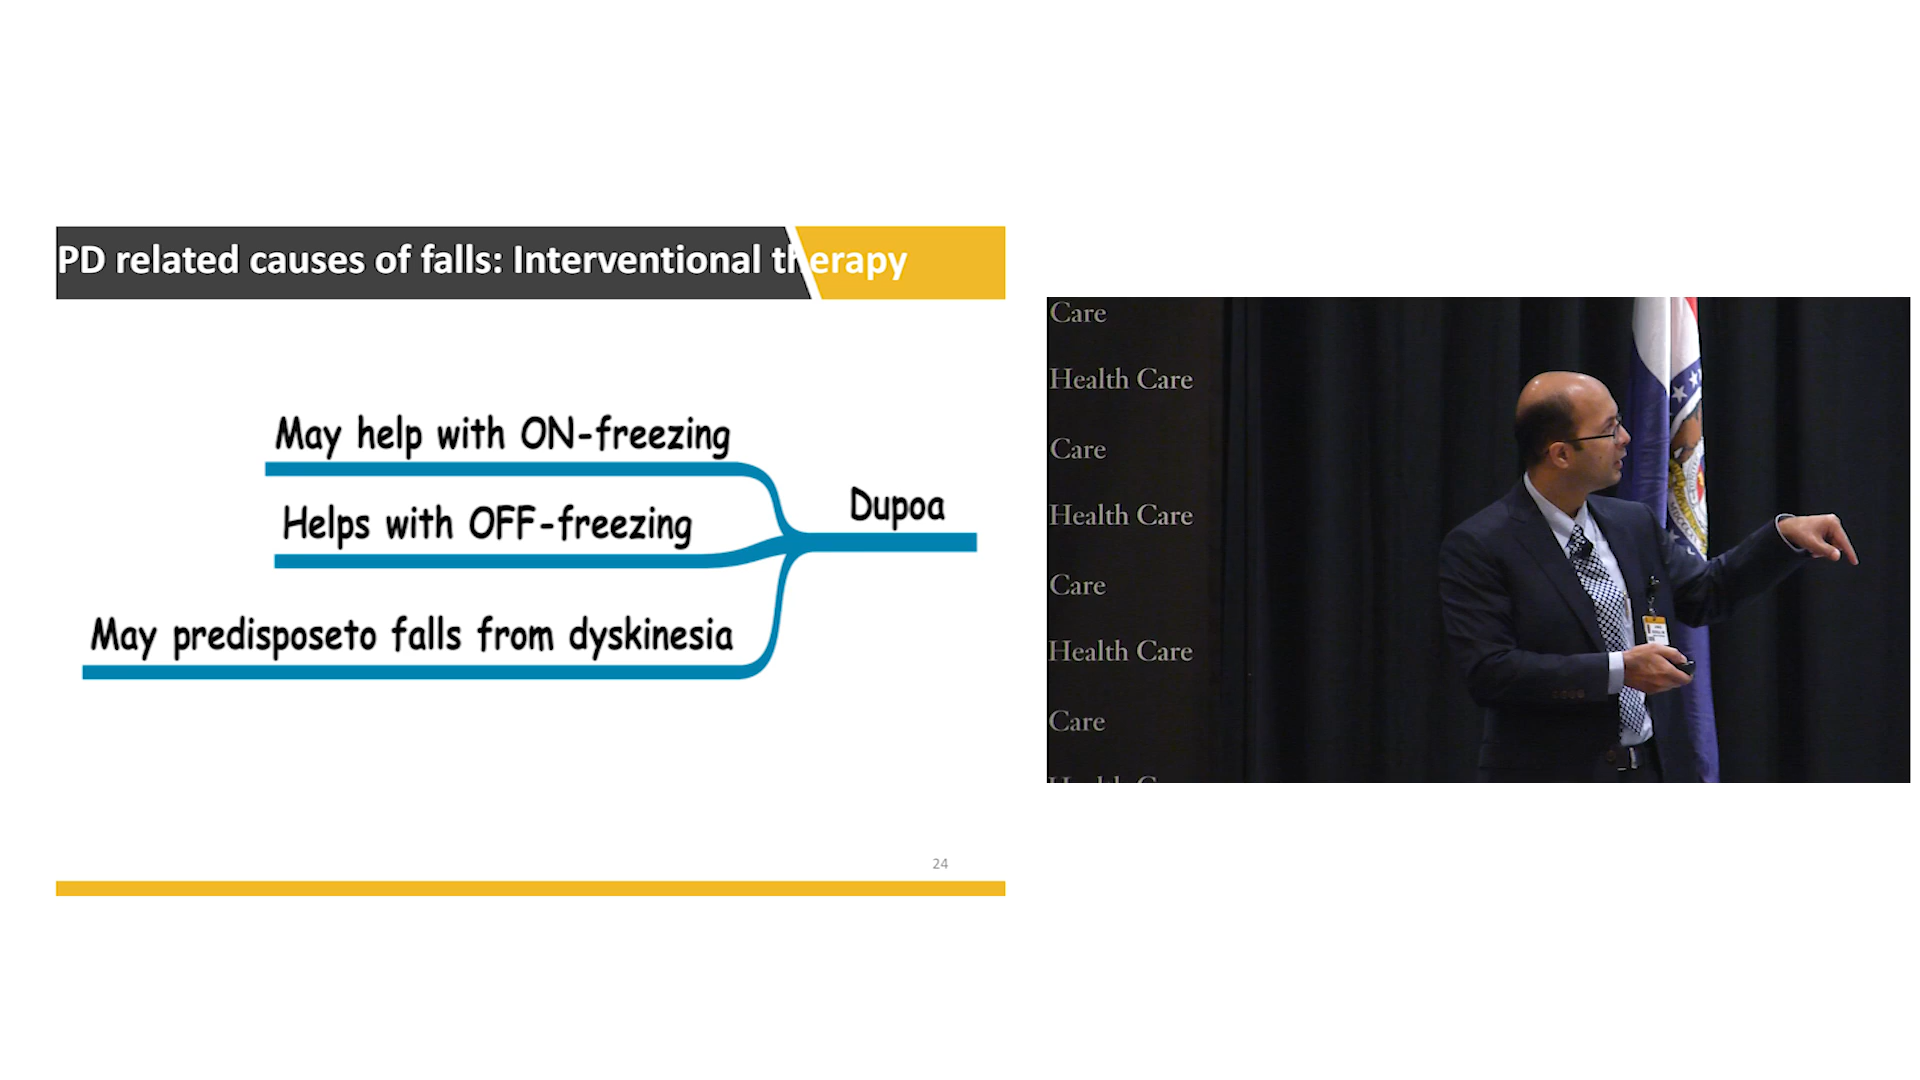 PD related causes of falls: Interventional therapy
May help with ON-freezing
Helps with OFF-freezing
Dupoa
May predisposeto falls from dyskinesia
24
Care
Health Care
Care
Health Care
Care
Health Care
Care